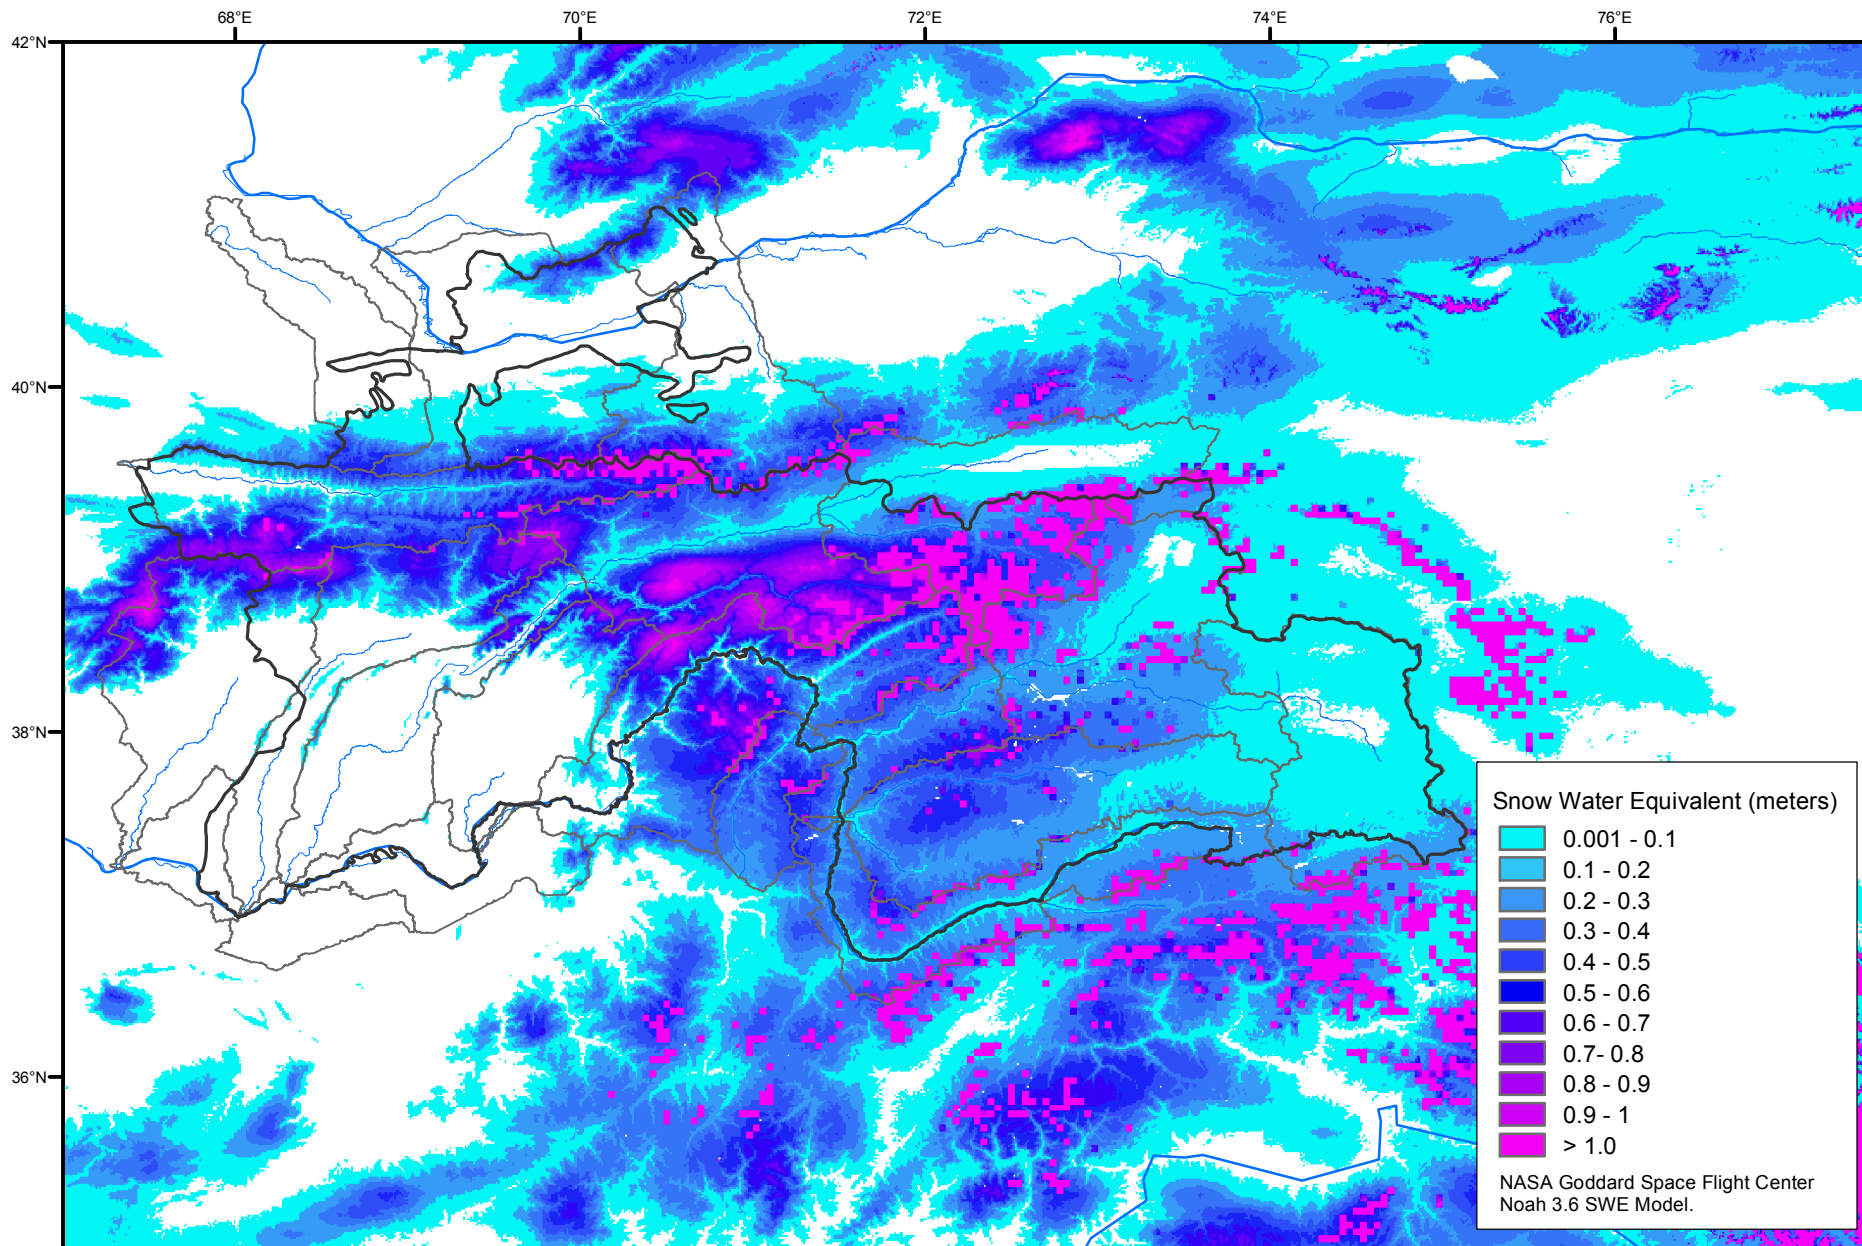 68°E 70°E 72°E 74°E 76°E
42°N
40°N
38°N
36°N
Snow Water Equivalent (meters)
0.001 - 0.1
0.1 - 0.2
0.2 - 0.3
0.3 - 0.4
0.4 - 0.5
0.5 - 0.6
0.6 - 0.7
0.7- 0.8
0.8 - 0.9
0.9 - 1
> 1.0
NASA Goddard Space Flight Center
Noah 3.6 SWE Model.